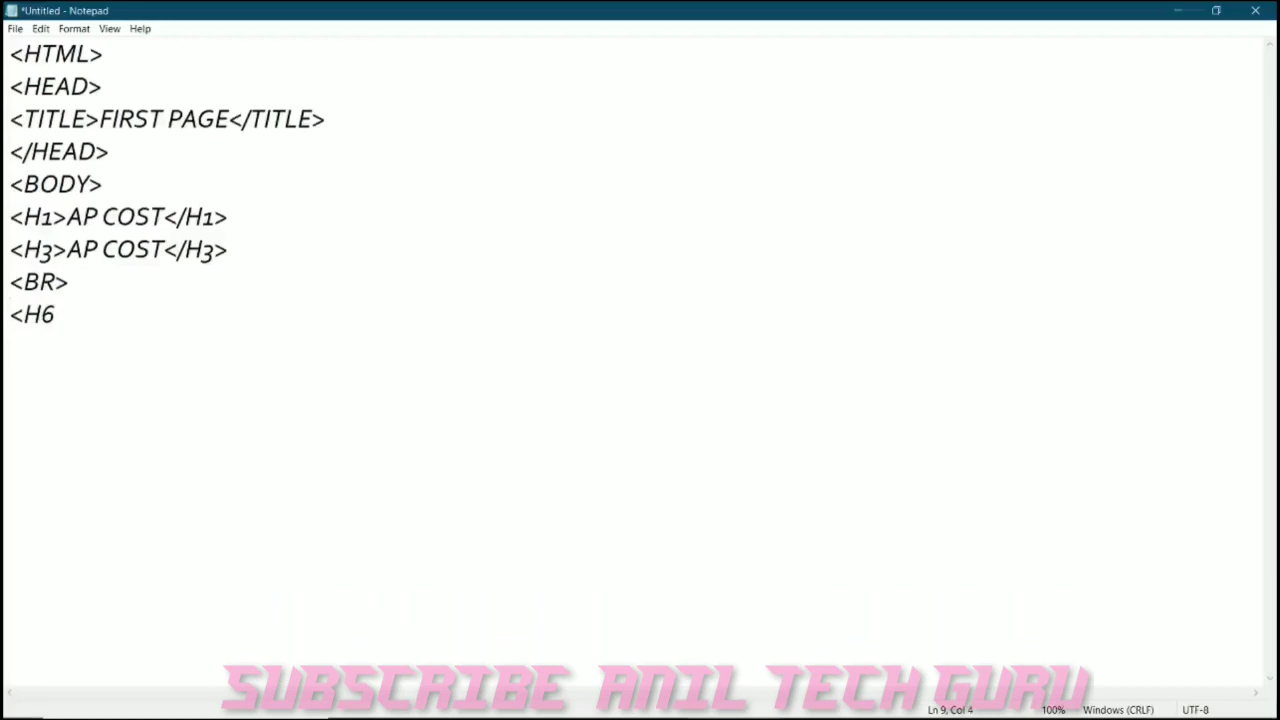 *Untitled - Notepad
File Edit Format View Help
<HTML>
<HEAD>
<TITLE>FIRST PAGE</TITLE>
</HEAD>
<BODY>
<H1>AP COST</H1>
<H3>AP COST</H3>
<BR>
<H6
SUBSCRIBE ANIL TECH GURU
Ln 9, Col 4 100% Windows (CRLF) UTF-8